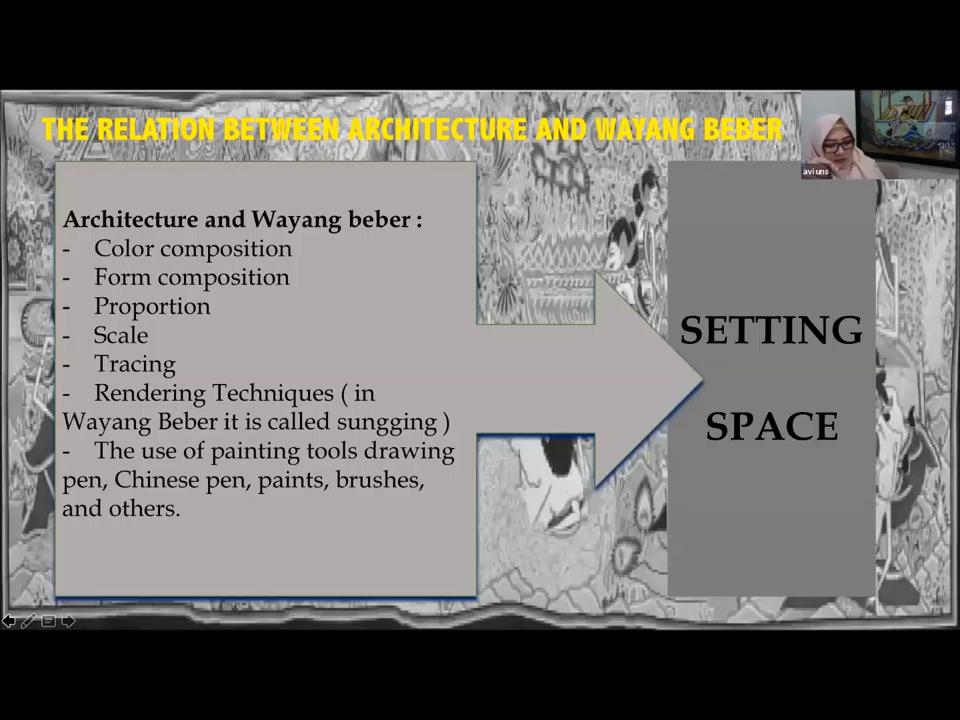 THE RELATION BETWEEN ARCHITECTURE AND WAYANG BEBER
avi uns
Architecture and Wayang beber :
- Color composition
- Form composition
- Proportion
- Scale
- Tracing
- Rendering Techniques ( in
Wayang Beber it is called sungging )
- The use of painting tools drawing
pen, Chinese pen, paints, brushes,
and others.
SETTING
SPACE